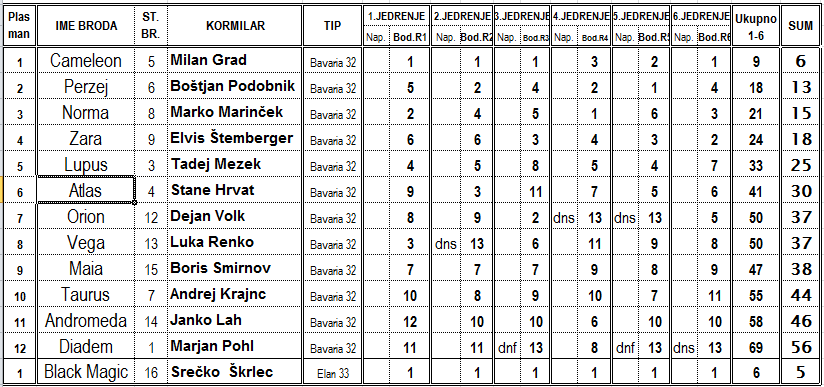 Plas man IME BRODA ST. BR. KORMILAR TIP 1.JEDRENJE 2.JEDRENJE 3.JEDRENJE 4.JEDRENJE 5.JEDRENJE 6.JEDRENJE Ukupno 1-6 SUM
Nap. Bod.R1 Nap. Bod.R2 Nap. Bod.R3 Nap. Bod.R4 Nap. Bod.R5 Nap. Bod.R6
1 Cameleon 5 Milan Grad Bavaria 32 1 1 1 3 2 1 9 6
2 Perzej 6 Boštjan Podobnik Bavaria 32 5 2 4 2 1 4 18 13
3 Norma 8 Marko Marinček Bavaria 32 2 4 5 1 6 3 21 15
4 Zara 9 Elvis Štemberger Bavaria 32 6 6 3 4 3 2 24 18
5 Lupus 3 Tadej Mezek Bavaria 32 4 5 8 5 4 7 33 25
6 Atlas 4 Stane Hrvat Bavaria 32 9 3 11 7 5 6 41 30
7 Orion 12 Dejan Volk Bavaria 32 8 9 2 dns 13 dns 13 5 50 37
8 Vega 13 Luka Renko Bavaria 32 3 dns 13 6 11 9 8 50 37
9 Maia 15 Boris Smirnov Bavaria 32 7 7 7 9 8 9 47 38
10 Taurus 7 Andrej Krajnc Bavaria 32 10 8 9 10 7 11 55 44
11 Andromeda 14 Janko Lah Bavaria 32 12 10 10 6 10 10 58 46
12 Diadem 1 Marjan Pohl Bavaria 32 11 11 dnf 13 8 dnf 13 dns 13 69 56
1 Black Magic 16 Srečko Škrlec Elan 33 1 1 1 1 1 1 6 5